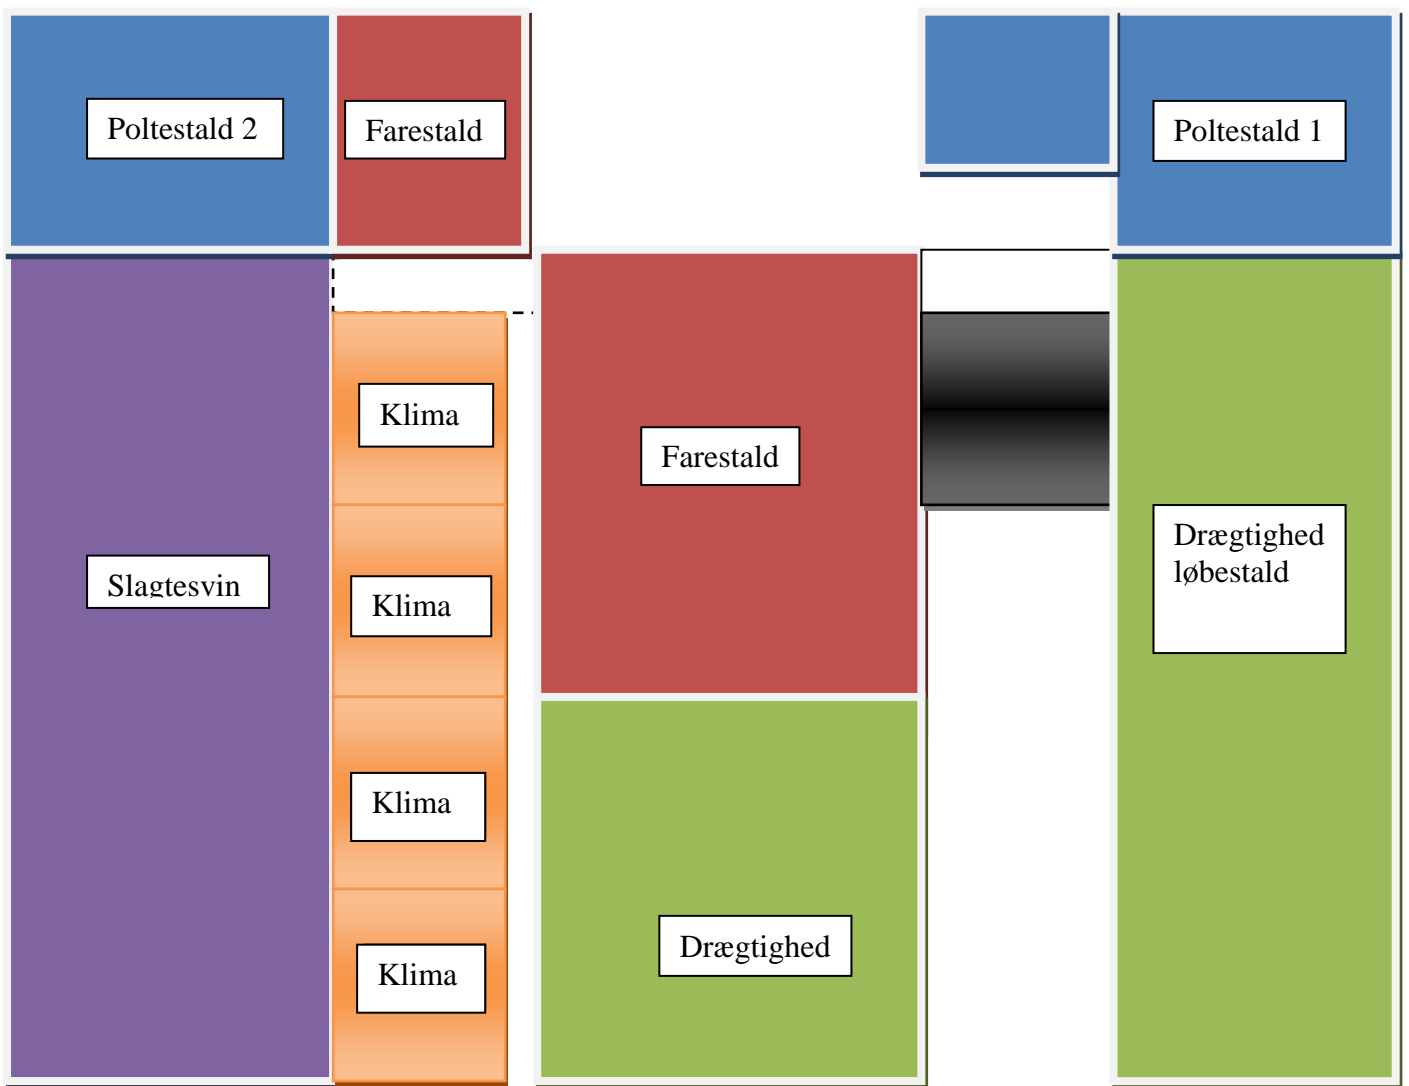 Poltestald 2
Farestald
Poltestald 1
Klima
Farestald
Drægtighed
løbestald
Slagtesvin
Klima
Klima
Drægtighed
Klima